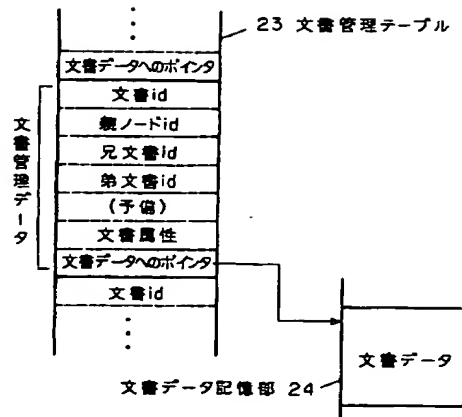 23 文書管理テーブル
文書データへのポインタ
文書id
親ノードid
兄文書id
弟文書id
(予備)
文書属性
文書データへのポインタ
文書id
文書管理データ
文書データ
文書データ記憶部 24